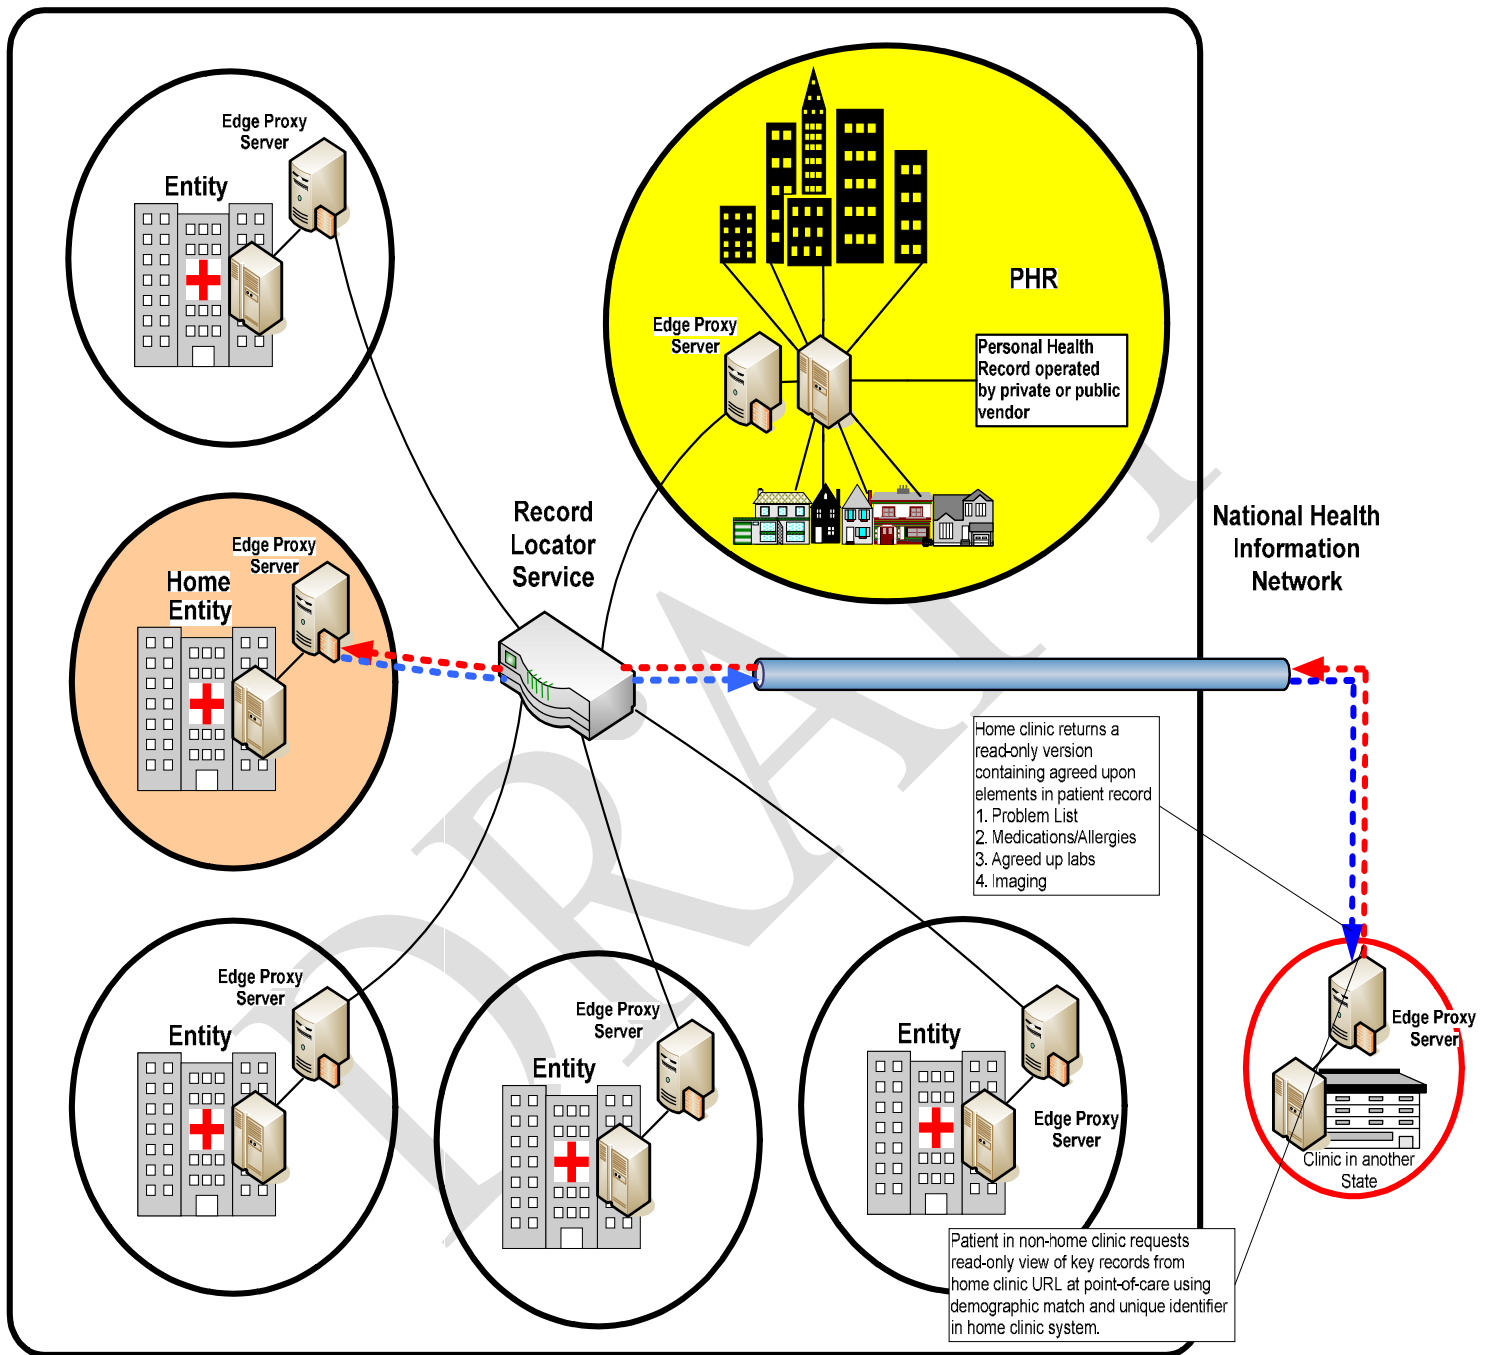 Edge Proxy
Server
Entity
PHR
Edge Proxy
Server
Personal Health
Record operated
by private or public
vendor
Record
Locator
Service
National Health
Information
Network
Edge Proxy
Server
Home
Entity
Home clinic returns a
read-only version
containing agreed upon
elements in patient record
1. Problem List
2. Medications/Allergies
3. Agreed up labs
4. Imaging
Edge Proxy
Server
Entity
Edge Proxy
Server
Entity
Entity
Edge Proxy
Server
Edge Proxy
Server
Clinic in another
State
Patient in non-home clinic requests
read-only view of key records from
home clinic URL at point-of-care using
demographic match and unique identifier
in home clinic system.
DRAFT